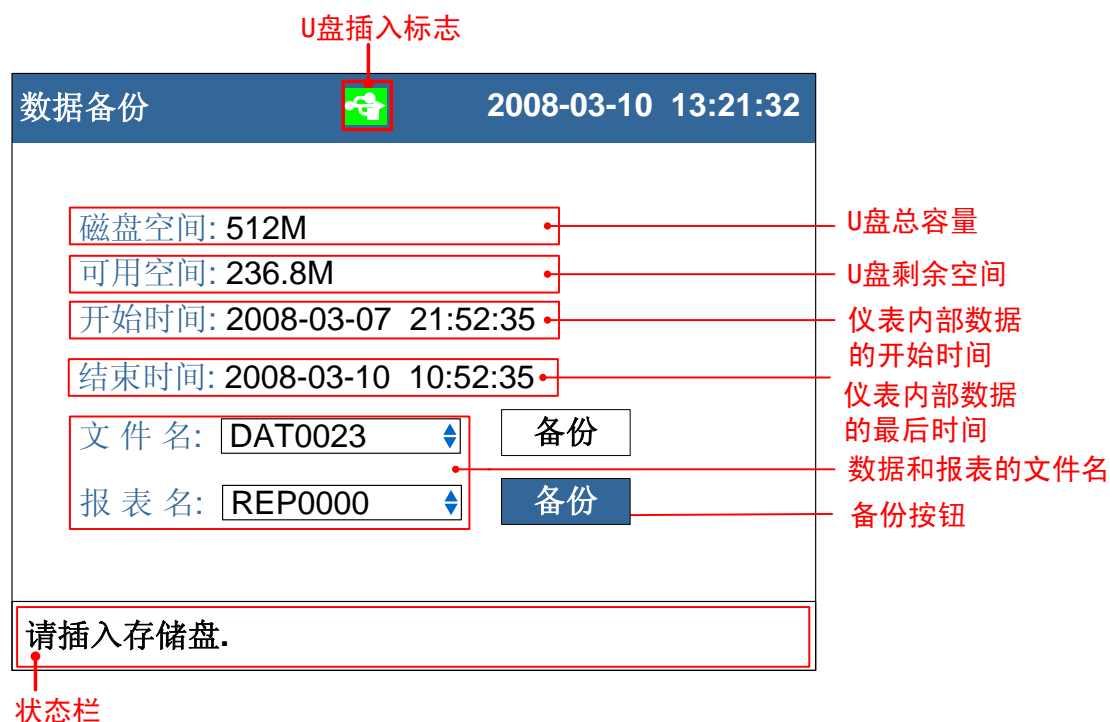 U盘插入标志
数据备份 2008-03-10 13:21:32
磁盘空间: 512M
U盘总容量
可用空间: 236.8M
U盘剩余空间
开始时间: 2008-03-07 21:52:35
仪表内部数据
的开始时间
结束时间: 2008-03-10 10:52:35
仪表内部数据
的最后时间
文 件 名: DAT0023 备份
数据和报表的文件名
报 表 名: REP0000 备份
备份按钮
请插入存储盘.
状态栏